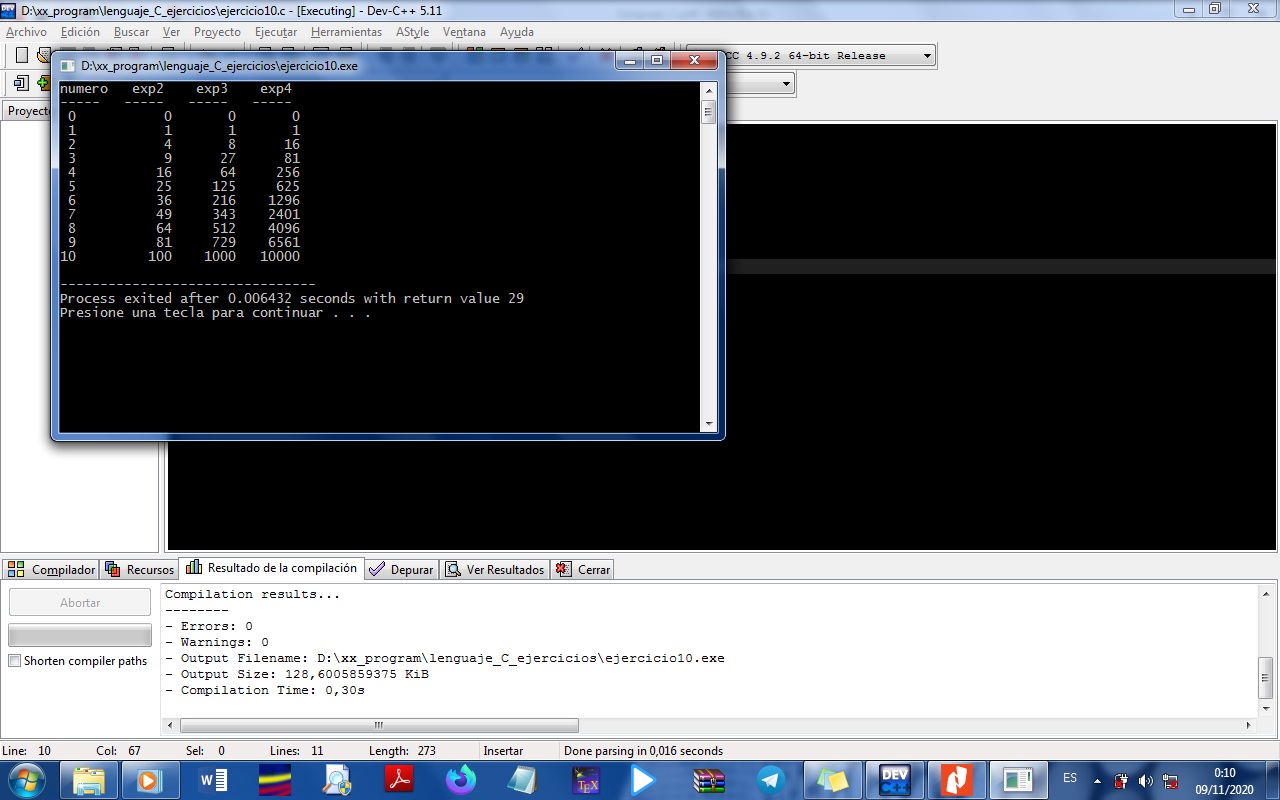 D:\xx_program\lenguaje_C_ejercicios\ejercicio10.c - [Executing] - Dev-C++ 5.11
Archivo Edición Buscar Ver Proyecto Ejecutar Herramientas AStyle Ventana Ayuda
CC 4.9.2 64-bit Release
D:\xx_program\lenguaje_C_ejercicios\ejercicio10.exe
numero exp2 exp3 exp4
----- ----- ----- -----
0 0 0 0
1 1 1 1
2 4 8 16
3 9 27 81
4 16 64 256
5 25 125 625
6 36 216 1296
7 49 343 2401
8 64 512 4096
9 81 729 6561
10 100 1000 10000
--------------------------------
Process exited after 0.006432 seconds with return value 29
Presione una tecla para continuar . . .
Compilador Recursos Resultado de la compilación Depurar Ver Resultados Cerrar
Abortar
Shorten compiler paths
Compilation results...
--------
- Errors: 0
- Warnings: 0
- Output Filename: D:\xx_program\lenguaje_C_ejercicios\ejercicio10.exe
- Output Size: 128,6005859375 KiB
- Compilation Time: 0,30s
Line: 10 Col: 67 Sel: 0 Lines: 11 Length: 273 Insertar Done parsing in 0,016 seconds
W DEV C++ TEX ES 0:10
09/11/2020